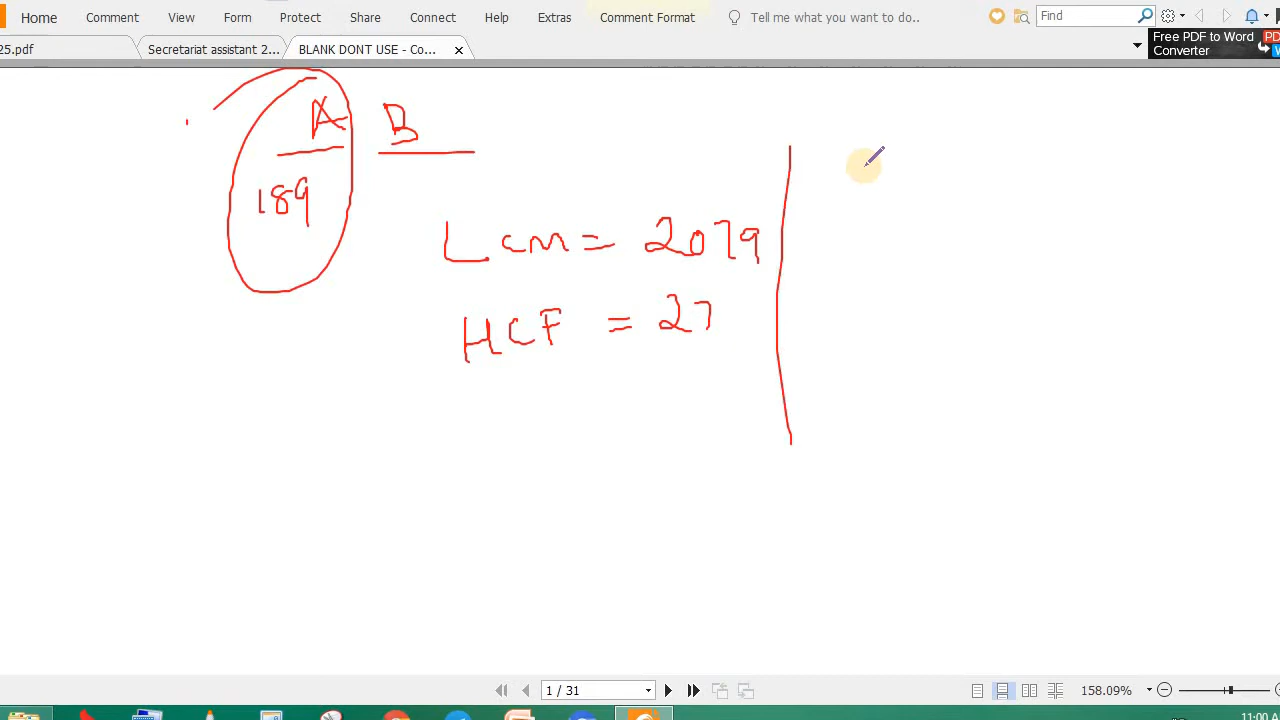 Home Comment View Form Protect Share Connect Help Extras Comment Format Tell me what you want to do.. Find
25.pdf Secretariat assistant 2... BLANK DONT USE - Co... Free PDF to Word Converter
A B
189
Lcm = 2079
HCF = 27
1 / 31 158.09%
11:00 A